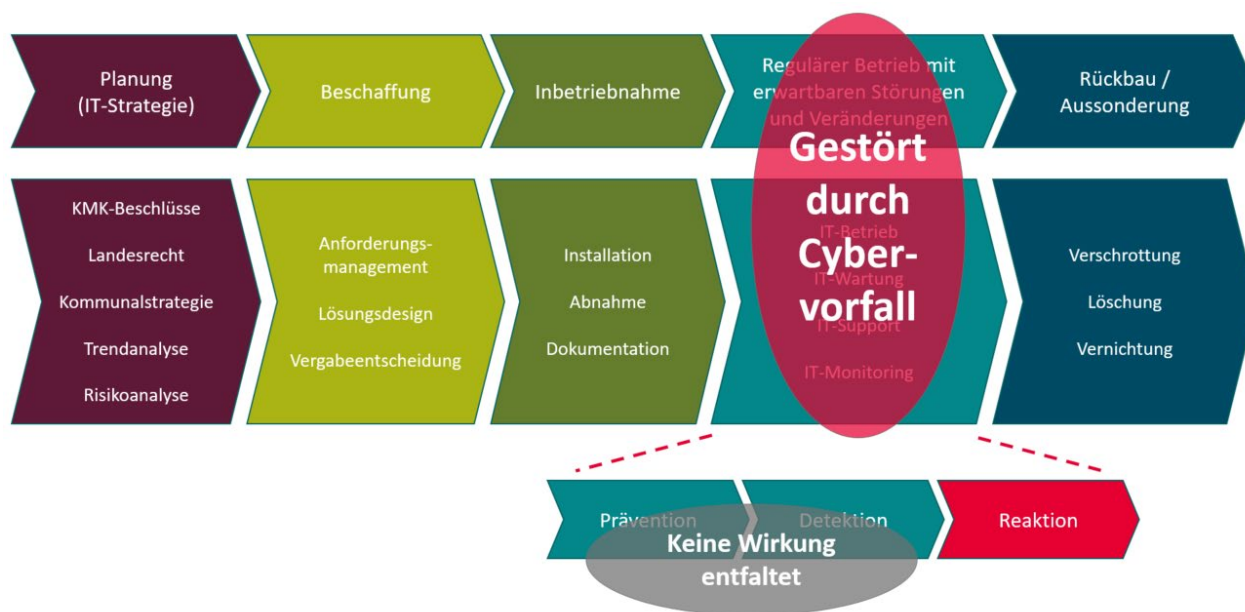 Planung
(IT-Strategie)
Beschaffung
Inbetriebnahme
Regulärer Betrieb mit
erwartbaren Störungen
und Veränderungen
Rückbau /
Aussonderung
KMK-Beschlüsse
Landesrecht
Kommunalstrategie
Trendanalyse
Risikoanalyse
Anforderungs-
management
Lösungsdesign
Vergabeentscheidung
Installation
Abnahme
Dokumentation
Gestört
durch
Cyber-
vorfall
IT-Betrieb
IT-Wartung
IT-Support
IT-Monitoring
Verschrottung
Löschung
Vernichtung
Prävention
Detektion
Reaktion
Keine Wirkung
entfaltet